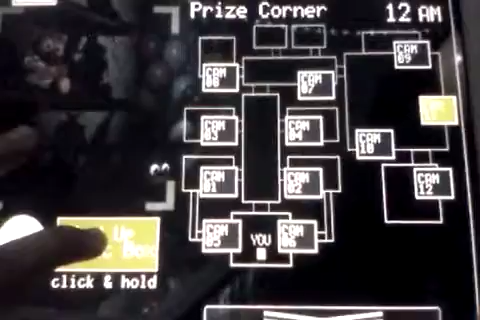 Prize Corner
12 AM
CAM 09
CAM 08
CAM 07
CAM 03
CAM 04
CAM 10
CAM 01
CAM 02
CAM 12
CAM 05
YOU
CAM 06
Up
click & hold